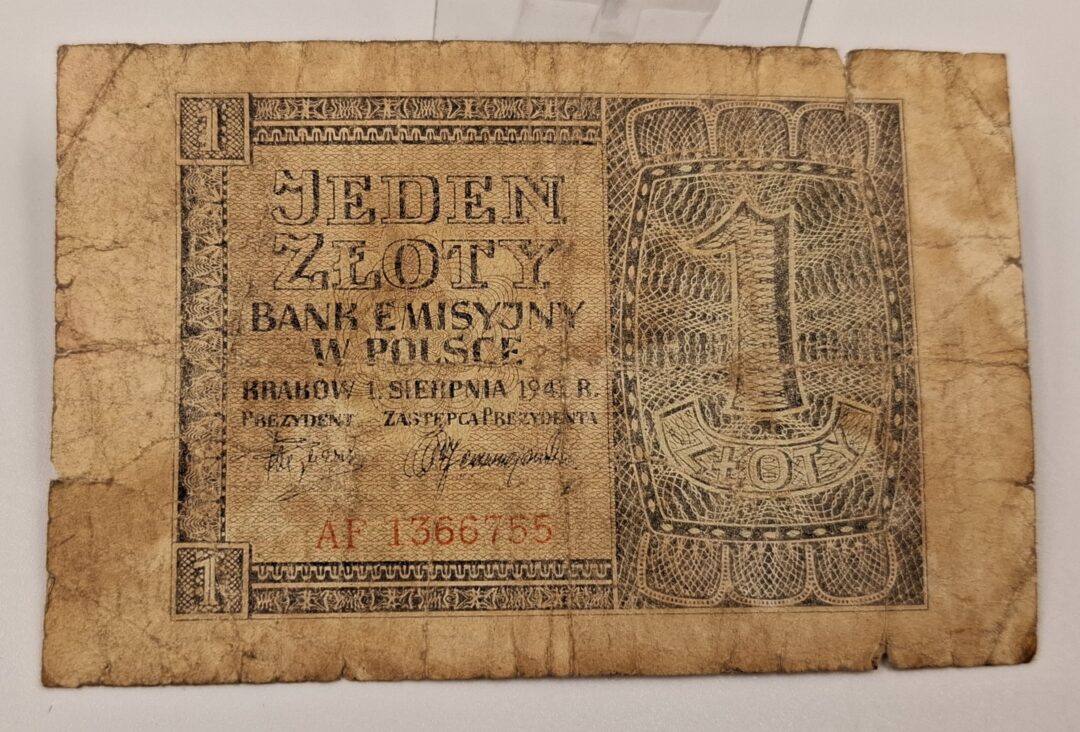 1
JEDEN
ZŁOTY
BANK EMISYJNY
W POLSCE
KRAKÓW 1. SIERPNIA 1941 R.
PREZYDENT ZASTĘPCA PREZYDENTA
AF 1366755
1
1
ZŁOTY